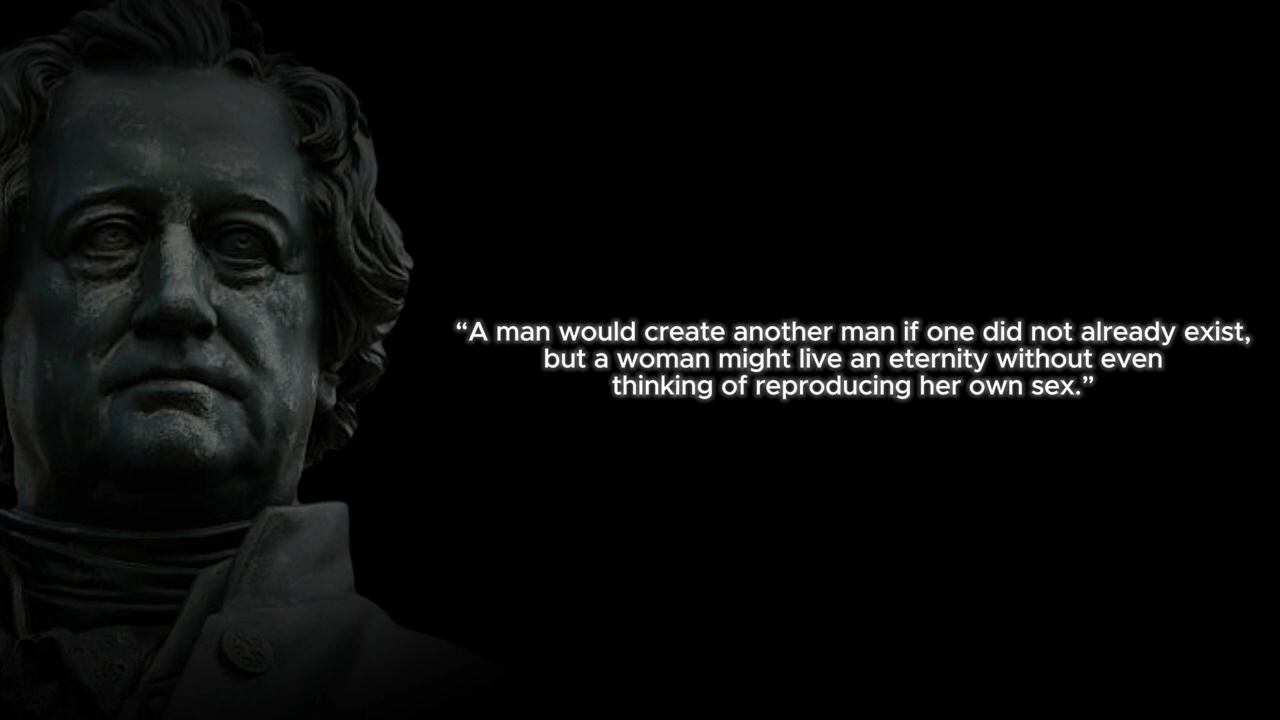 “A man would create another man if one did not already exist,
but a woman might live an eternity without even
thinking of reproducing her own sex.”